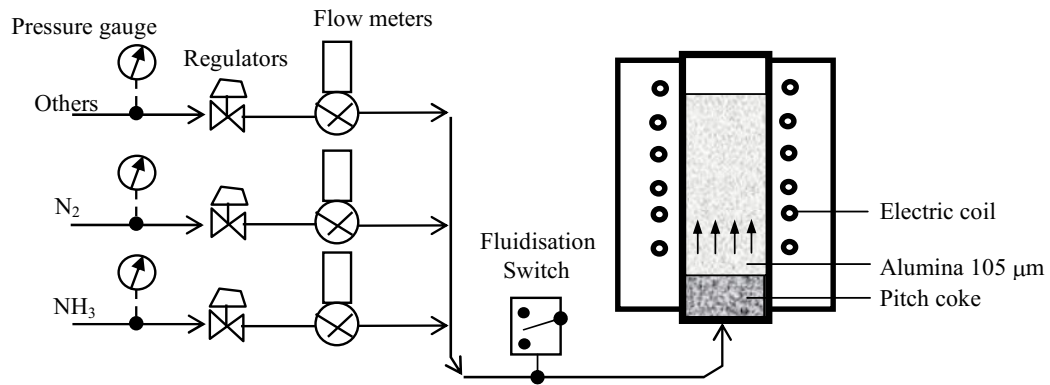 Flow meters
Pressure gauge
Regulators
Others
N₂
NH₃
Fluidisation
Switch
Electric coil
Alumina 105 μm
Pitch coke